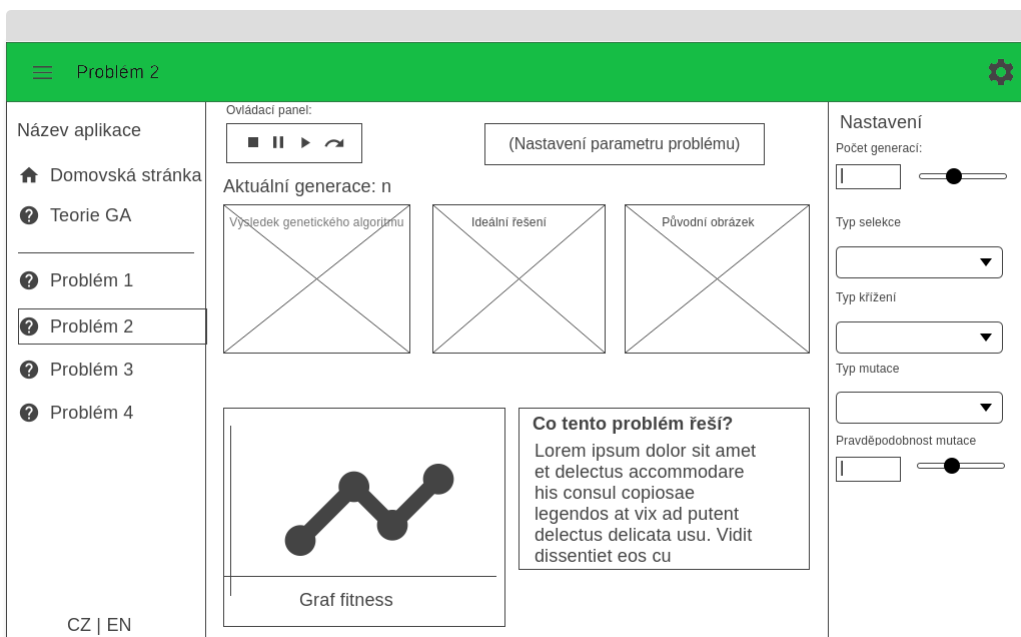 Problém 2
Název aplikace
Domovská stránka
Teorie GA
Problém 1
Problém 2
Problém 3
Problém 4
CZ | EN
Ovládací panel:
(Nastavení parametru problému)
Aktuální generace: n
Výsledek genetického algoritmu
Ideální řešení
Původní obrázek
Graf fitness
Co tento problém řeší?
Lorem ipsum dolor sit amet
et delectus accommodare
his consul copiosae
legendos at vix ad putent
delectus delicata usu. Vidit
dissentiet eos cu
Nastavení
Počet generací:
Typ selekce
Typ křížení
Typ mutace
Pravděpodobnost mutace